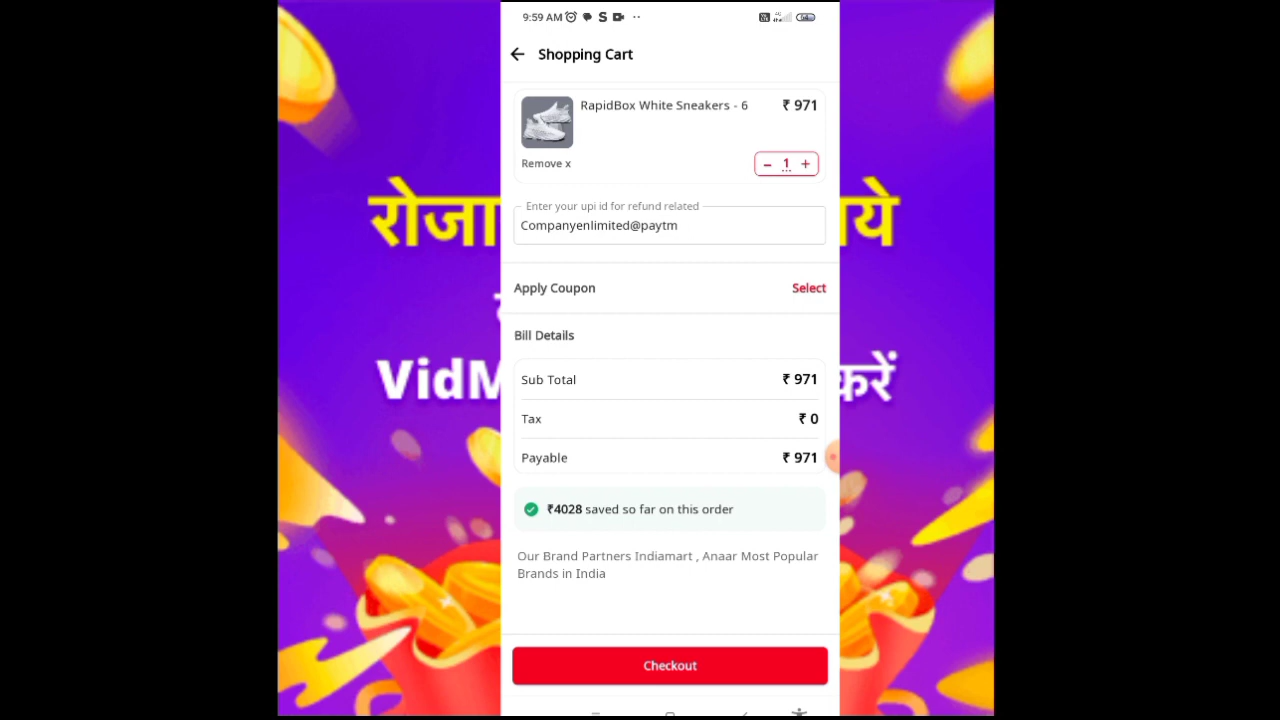 9:59 AM
Shopping Cart
RapidBox White Sneakers - 6 ₹ 971
Remove x − 1 +
रोजा
ये
Enter your upi id for refund related
Companyenlimited@paytm
Apply Coupon Select
Bill Details
VidM
करें
Sub Total ₹ 971
Tax ₹ 0
Payable ₹ 971
₹4028 saved so far on this order
Our Brand Partners Indiamart , Anaar Most Popular
Brands in India
Checkout